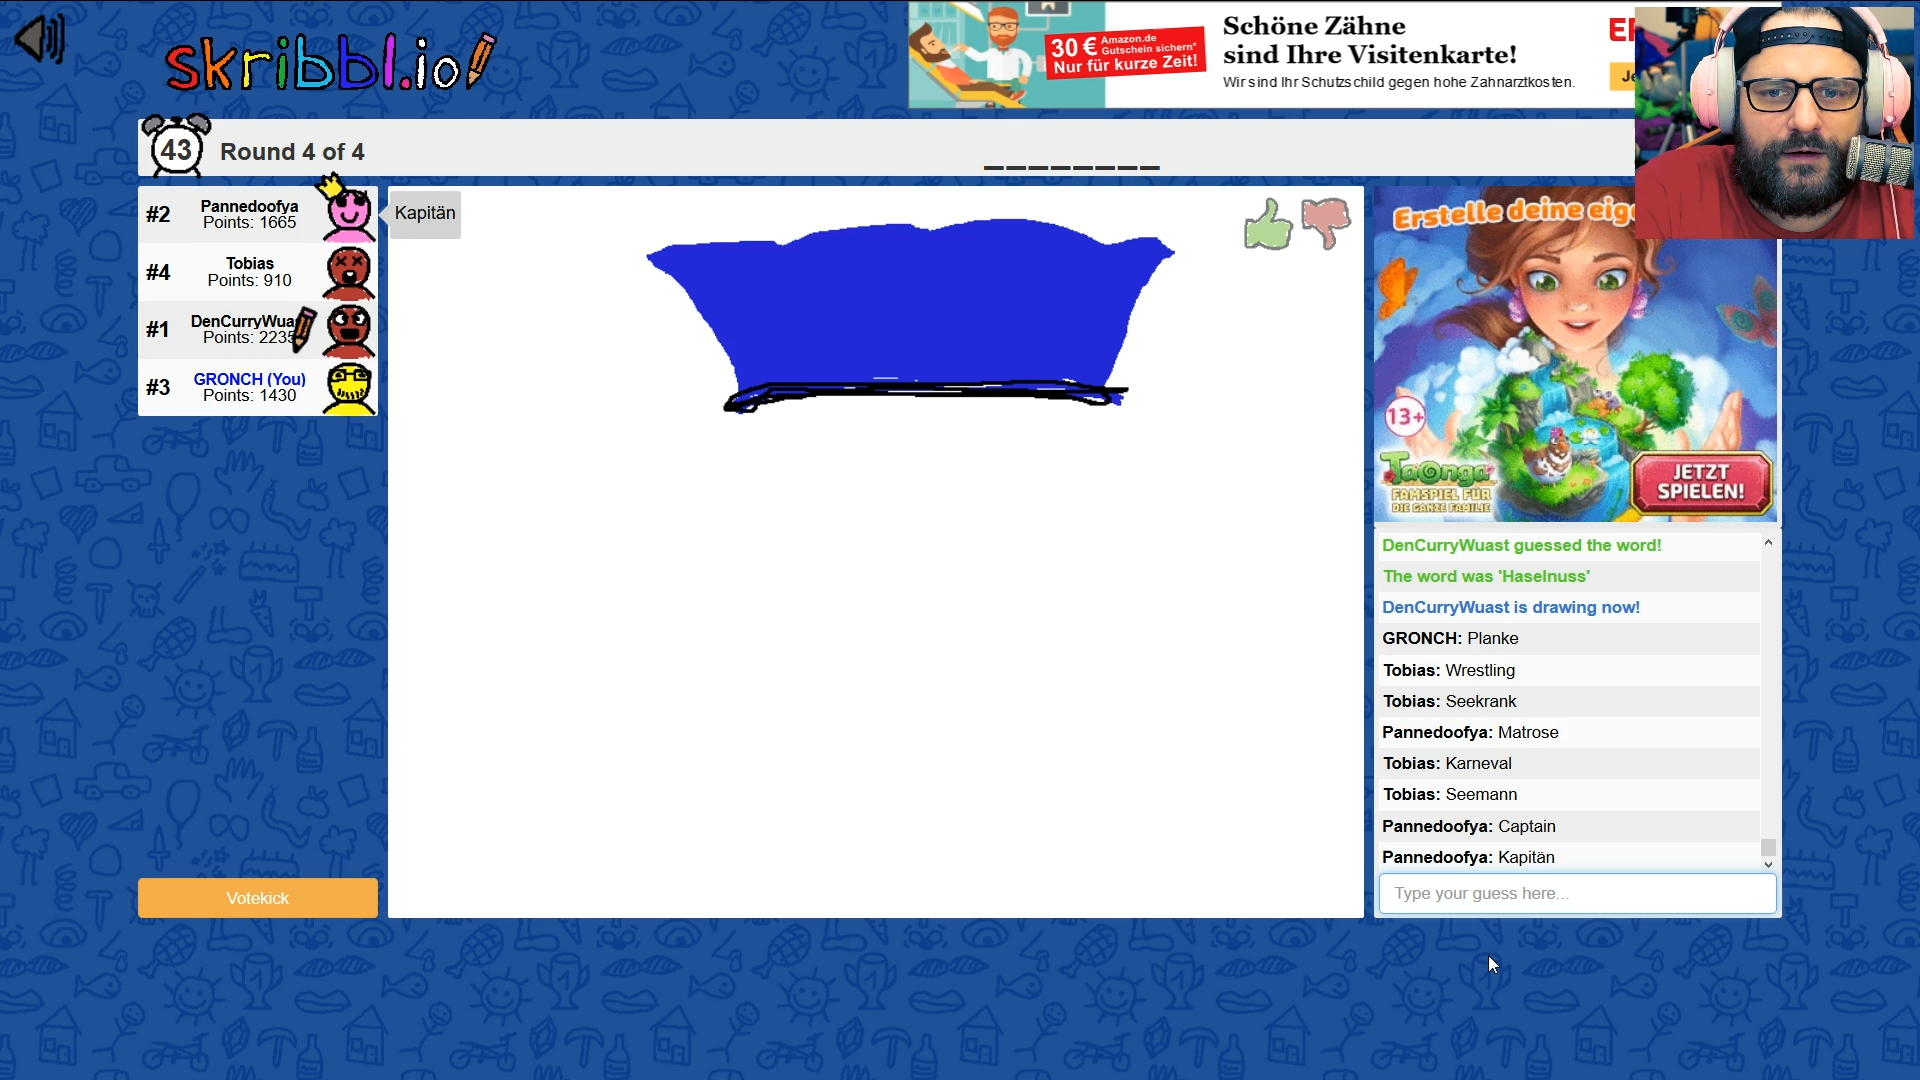 skribbl.io
30 €
Amazon.de
Gutschein sichern*
Nur für kurze Zeit!
Schöne Zähne
sind Ihre Visitenkarte!
Wir sind Ihr Schutzschild gegen hohe Zahnarztkosten.
43
Round 4 of 4
________
#2
Pannedoofya
Points: 1665
Kapitän
#4
Tobias
Points: 910
#1
DenCurryWua
Points: 2235
#3
GRONCH (You)
Points: 1430
Votekick
Erstelle deine eig
13+
Taonga
FAMSPIEL FÜR
DIE GANZE FAMILIE
JETZT
SPIELEN!
DenCurryWuast guessed the word!
The word was 'Haselnuss'
DenCurryWuast is drawing now!
GRONCH: Planke
Tobias: Wrestling
Tobias: Seekrank
Pannedoofya: Matrose
Tobias: Karneval
Tobias: Seemann
Pannedoofya: Captain
Pannedoofya: Kapitän
Type your guess here...